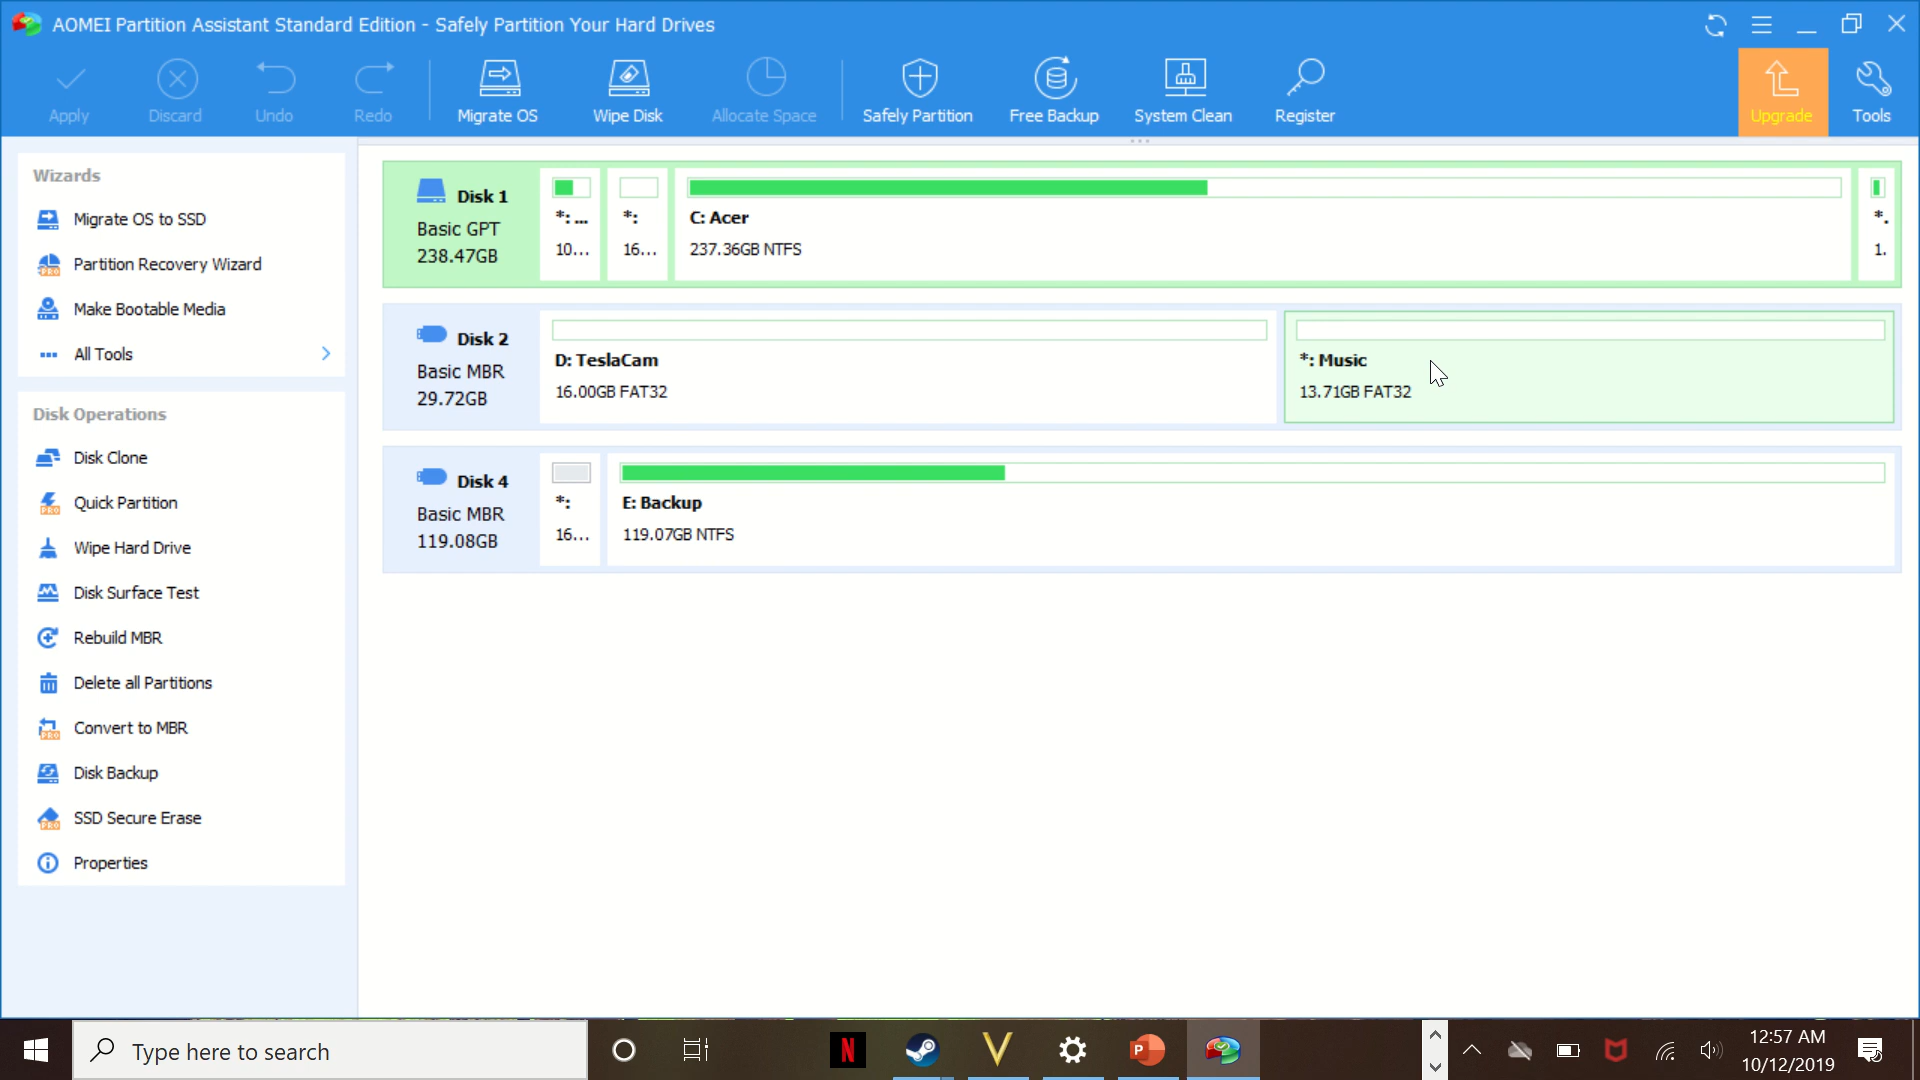 AOMEI Partition Assistant Standard Edition - Safely Partition Your Hard Drives
Apply
Discard
Undo
Redo
Migrate OS
Wipe Disk
Allocate Space
Safely Partition
Free Backup
System Clean
Register
Upgrade
Tools
Wizards
Migrate OS to SSD
Partition Recovery Wizard
PRO
Make Bootable Media
All Tools
Disk Operations
Disk Clone
Quick Partition
PRO
Wipe Hard Drive
Disk Surface Test
Rebuild MBR
Delete all Partitions
Convert to MBR
PRO
Disk Backup
SSD Secure Erase
PRO
Properties
Disk 1
Basic GPT
238.47GB
*: ...
10...
*:
16...
C: Acer
237.36GB NTFS
*.
1.
Disk 2
Basic MBR
29.72GB
D: TeslaCam
16.00GB FAT32
*: Music
13.71GB FAT32
Disk 4
Basic MBR
119.08GB
*:
16...
E: Backup
119.07GB NTFS
Type here to search
12:57 AM
10/12/2019